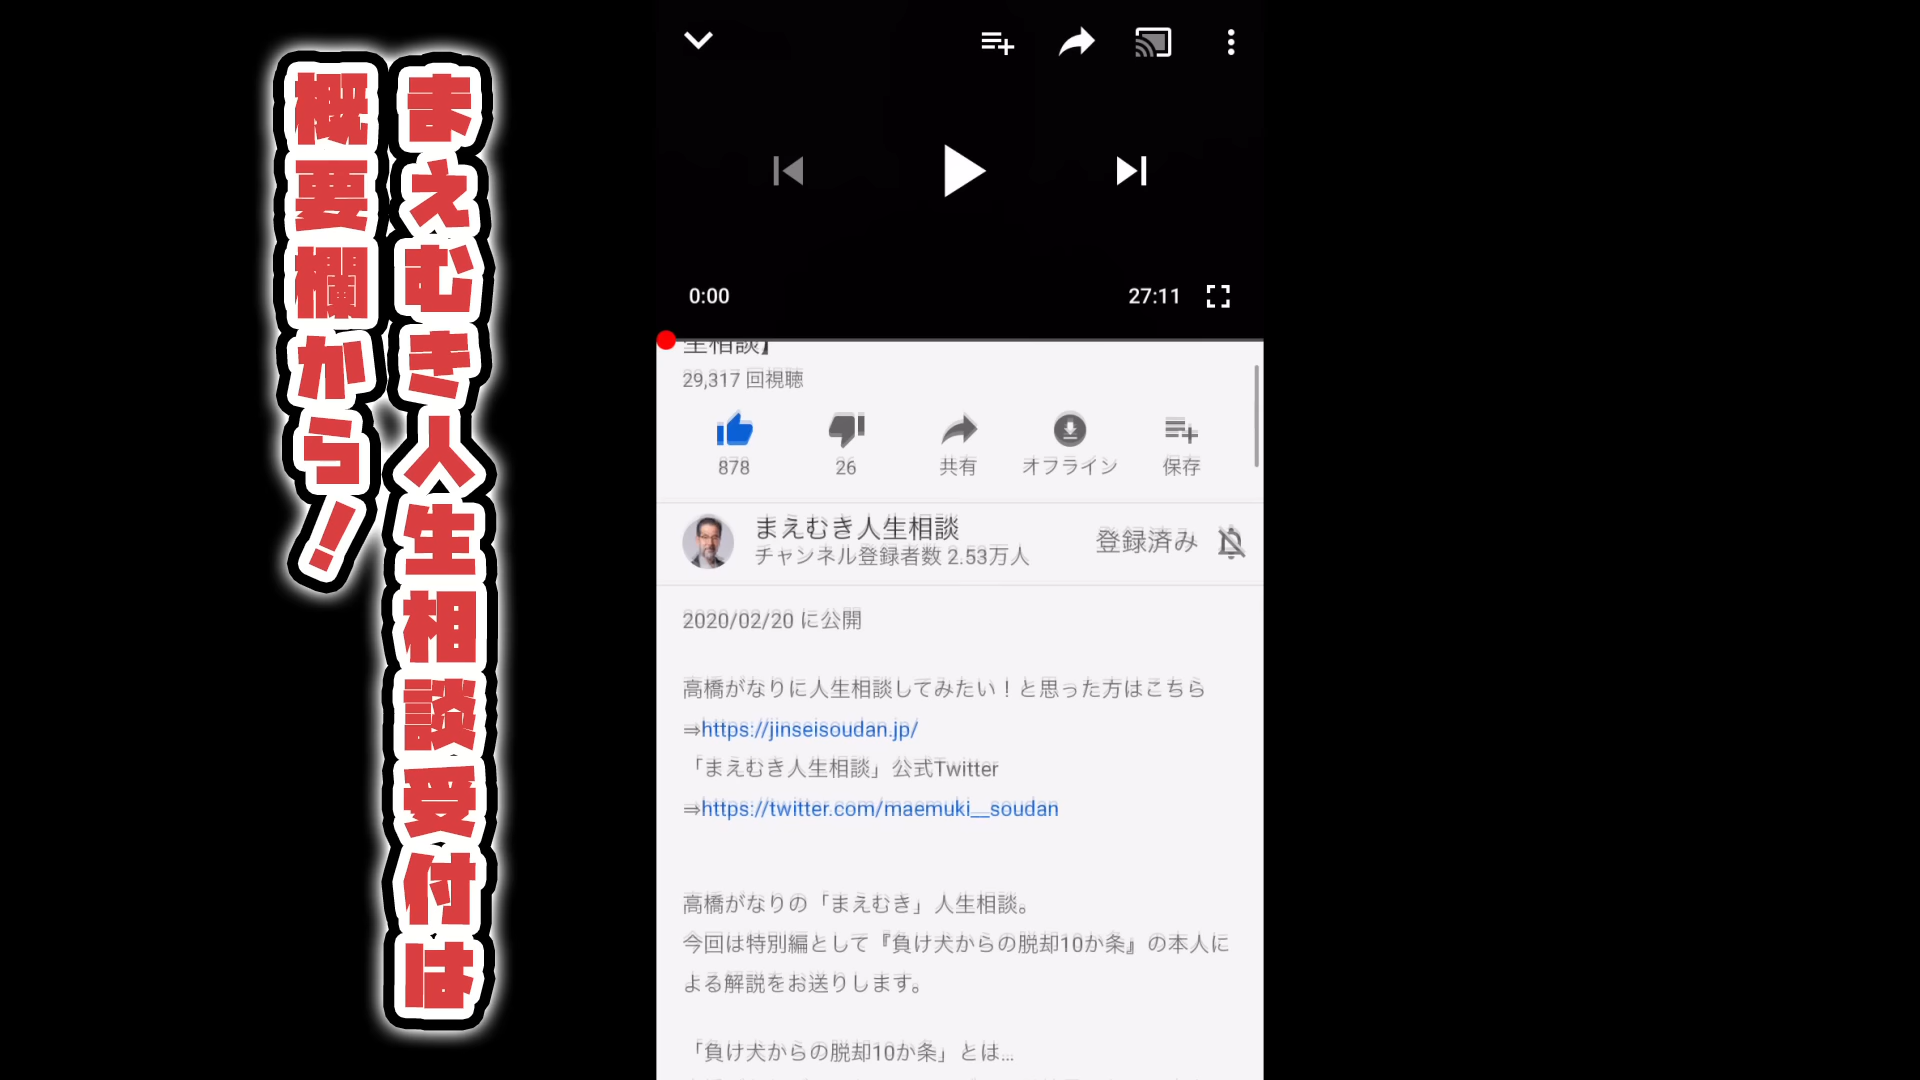 まえむき人生相談受付は
概要欄から！
0:00
27:11
生相談】
29,317 回視聴
878
26
共有
オフライン
保存
まえむき人生相談
チャンネル登録者数 2.53万人
登録済み
2020/02/20 に公開
高橋がなりに人生相談してみたい！と思った方はこちら
⇒https://jinseisoudan.jp/
「まえむき人生相談」公式Twitter
⇒https://twitter.com/maemuki__soudan
高橋がなりの「まえむき」人生相談。
今回は特別編として『負け犬からの脱却10か条』の本人に
よる解説をお送りします。
「負け犬からの脱却10か条」とは...